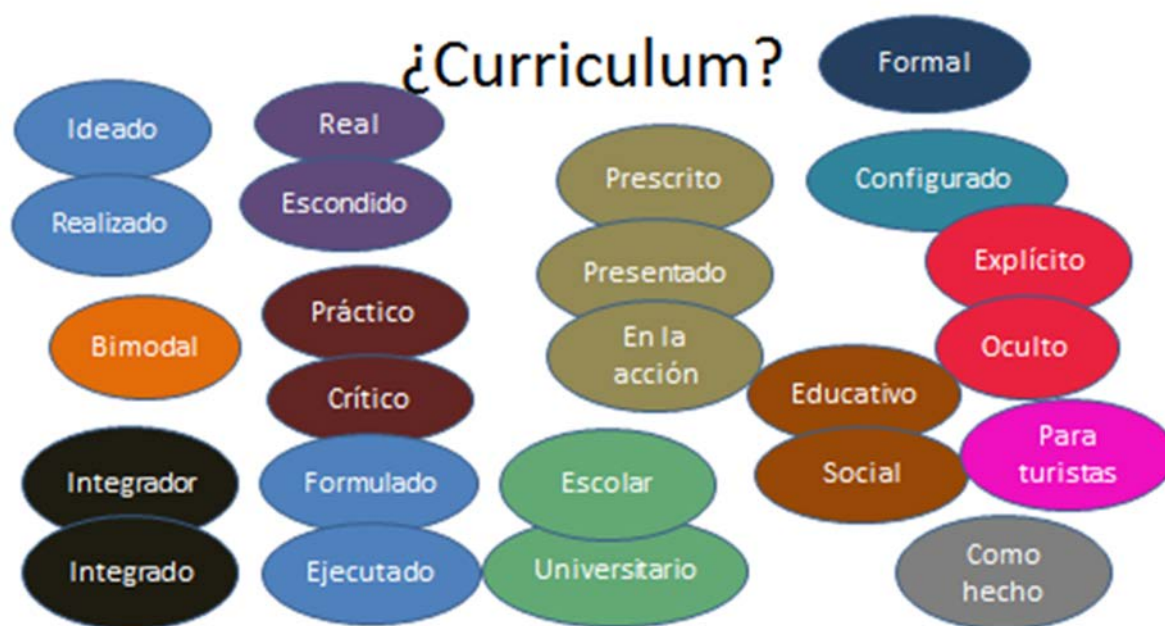 ¿Curriculum?
Formal
Ideado
Real
Realizado
Escondido
Prescrito
Configurado
Presentado
Explícito
Bimodal
Práctico
En la
acción
Oculto
Crítico
Educativo
Integrador
Formulado
Escolar
Social
Para
turistas
Integrado
Ejecutado
Universitario
Como
hecho